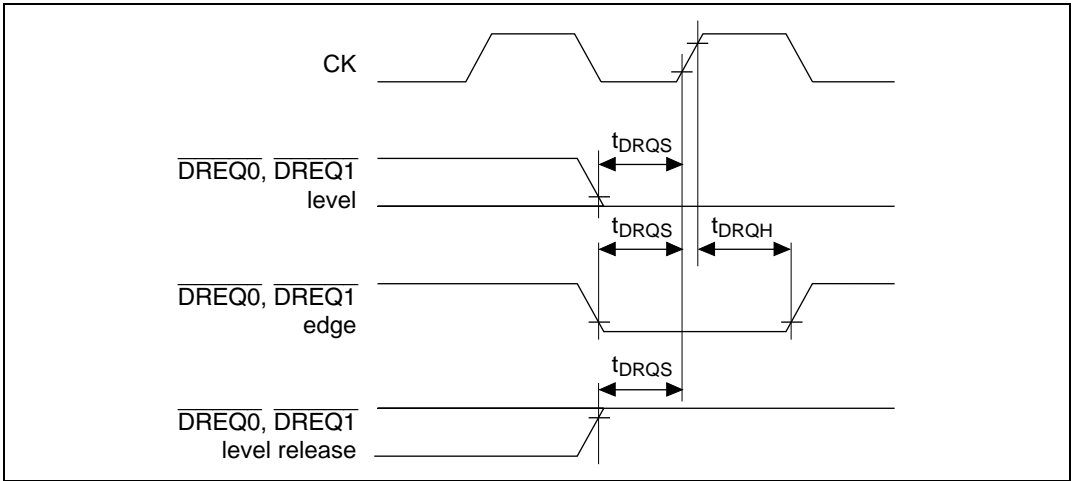 CK
tDRQS
DREQ0, DREQ1
level
tDRQS
tDRQH
DREQ0, DREQ1
edge
tDRQS
DREQ0, DREQ1
level release